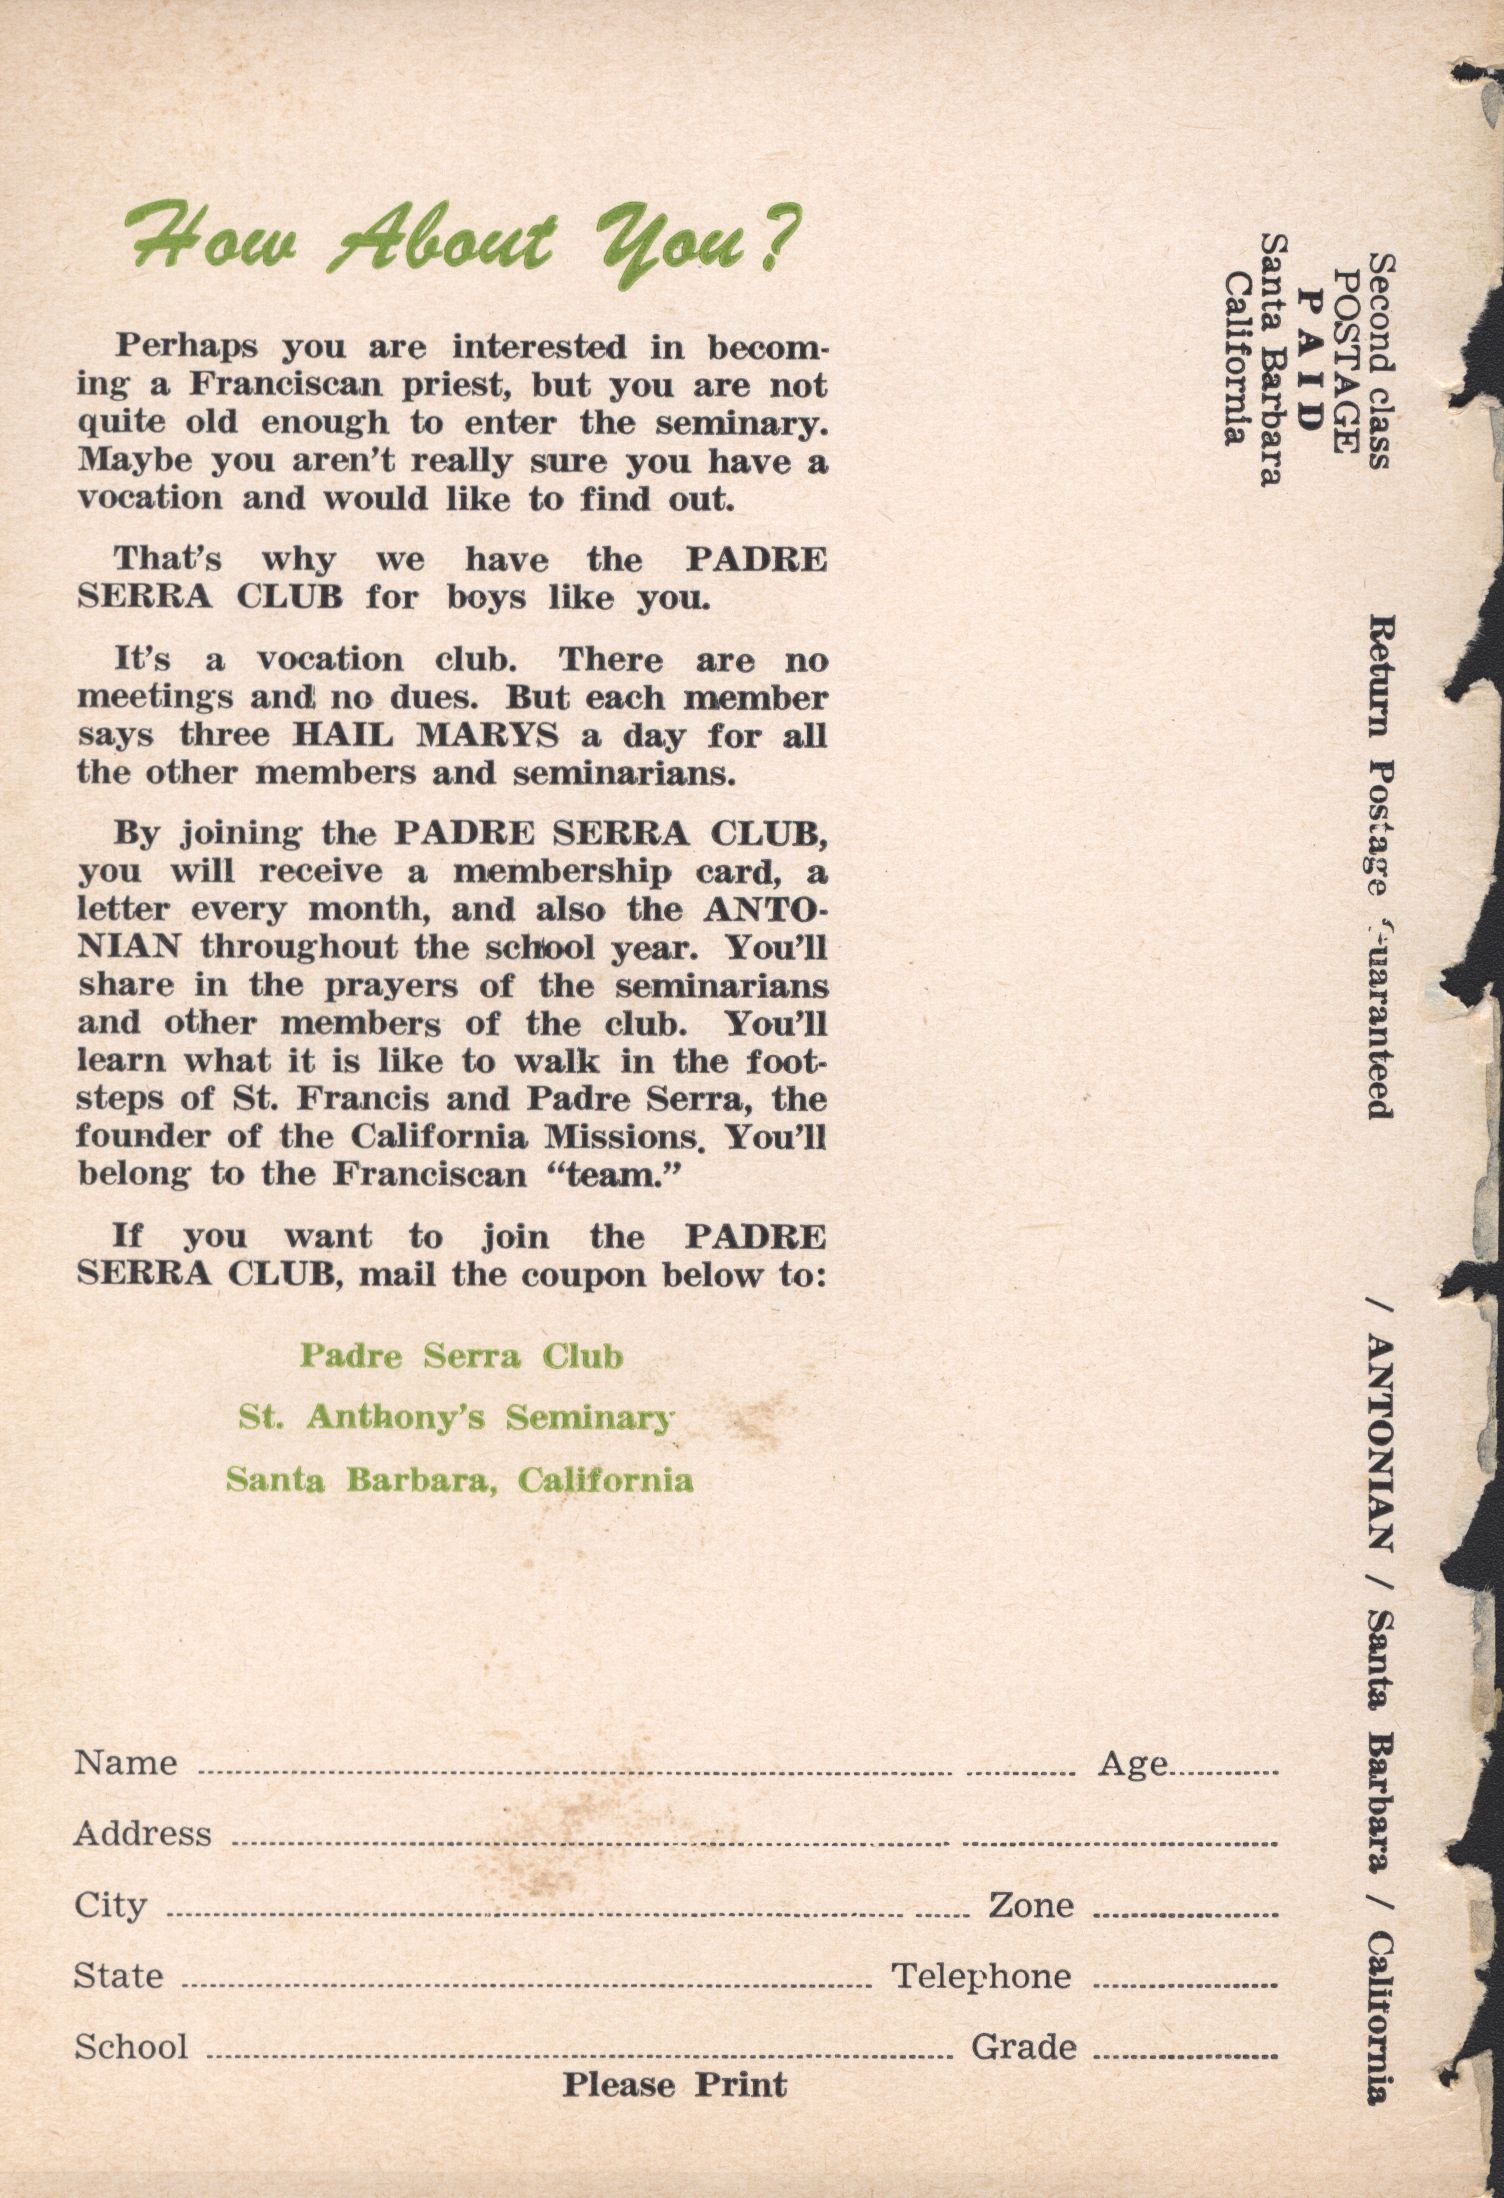 How About You?
Perhaps you are interested in becom-
ing a Franciscan priest, but you are not
quite old enough to enter the seminary.
Maybe you aren't really sure you have a
vocation and would like to find out.
That's why we have the PADRE
SERRA CLUB for boys like you.
It's a vocation club. There are no
meetings and no dues. But each member
says three HAIL MARYS a day for all
the other members and seminarians.
By joining the PADRE SERRA CLUB,
you will receive a membership card, a
letter every month, and also the ANTO-
NIAN throughout the school year. You'll
share in the prayers of the seminarians
and other members of the club. You'll
learn what it is like to walk in the foot-
steps of St. Francis and Padre Serra, the
founder of the California Missions. You'll
belong to the Franciscan "team."
If you want to join the PADRE
SERRA CLUB, mail the coupon below to:
Padre Serra Club
St. Anthony's Seminary
Santa Barbara, California
Name Age
Address
City Zone
State Telephone
School Grade
Please Print
Second class
POSTAGE
PAID
Santa Barbara
California
Return Postage Guaranteed
/ ANTONIAN / Santa Barbara / California